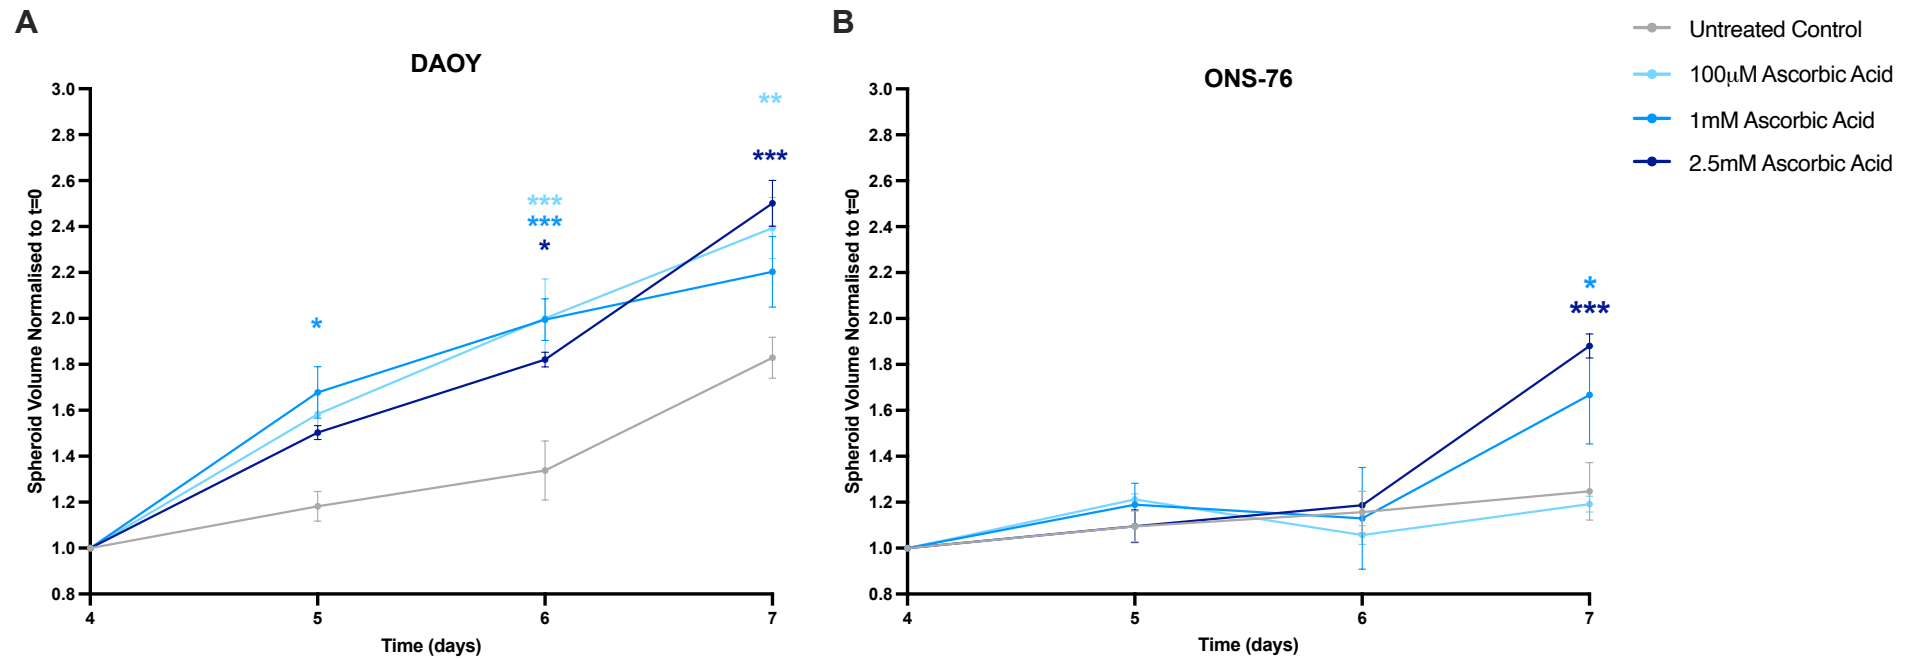 A
DAOY
Spheroid Volume Normalised to t=0
3.0
2.8
2.6
2.4
2.2
2.0
1.8
1.6
1.4
1.2
1.0
0.8
**
***
***
***
*
*
4 5 6 7
Time (days)
B
ONS-76
Spheroid Volume Normalised to t=0
3.0
2.8
2.6
2.4
2.2
2.0
1.8
1.6
1.4
1.2
1.0
0.8
*
***
4 5 6 7
Time (days)
Untreated Control
100μM Ascorbic Acid
1mM Ascorbic Acid
2.5mM Ascorbic Acid